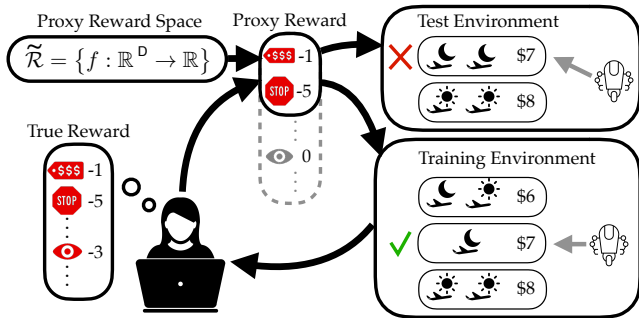 Proxy Reward Space
R̃ = {f : ℝ^D → ℝ}
Proxy Reward
$$$ -1
STOP -5
0
True Reward
$$$ -1
STOP -5
-3
Test Environment
$7
$8
Training Environment
$6
$7
$8